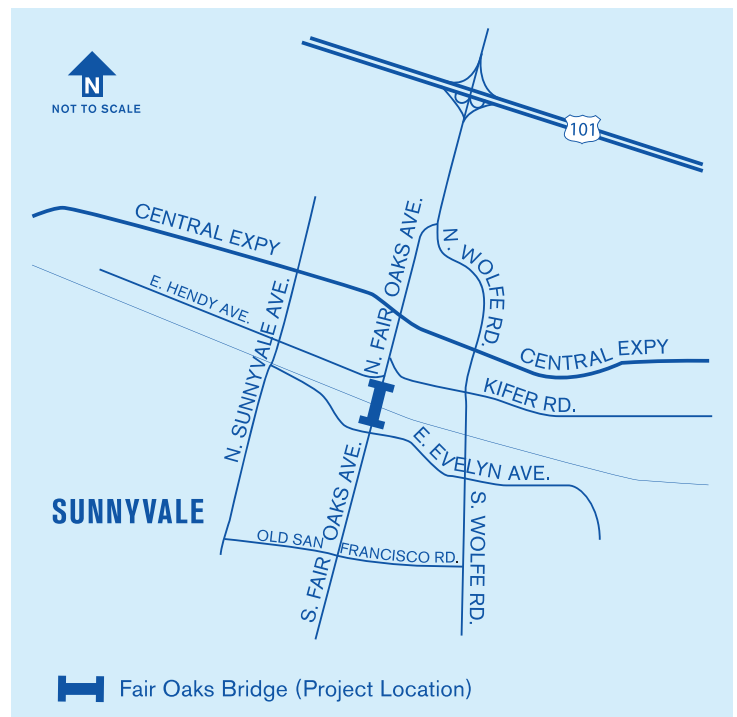 N
NOT TO SCALE
101
CENTRAL EXPY
E. HENDY AVE.
N. FAIR OAKS AVE.
N. WOLFE RD.
N. SUNNYVALE AVE.
CENTRAL EXPY
KIFER RD.
E. EVELYN AVE.
SUNNYVALE
S. FAIR OAKS AVE.
OLD SAN FRANCISCO RD.
S. WOLFE RD.
Fair Oaks Bridge (Project Location)